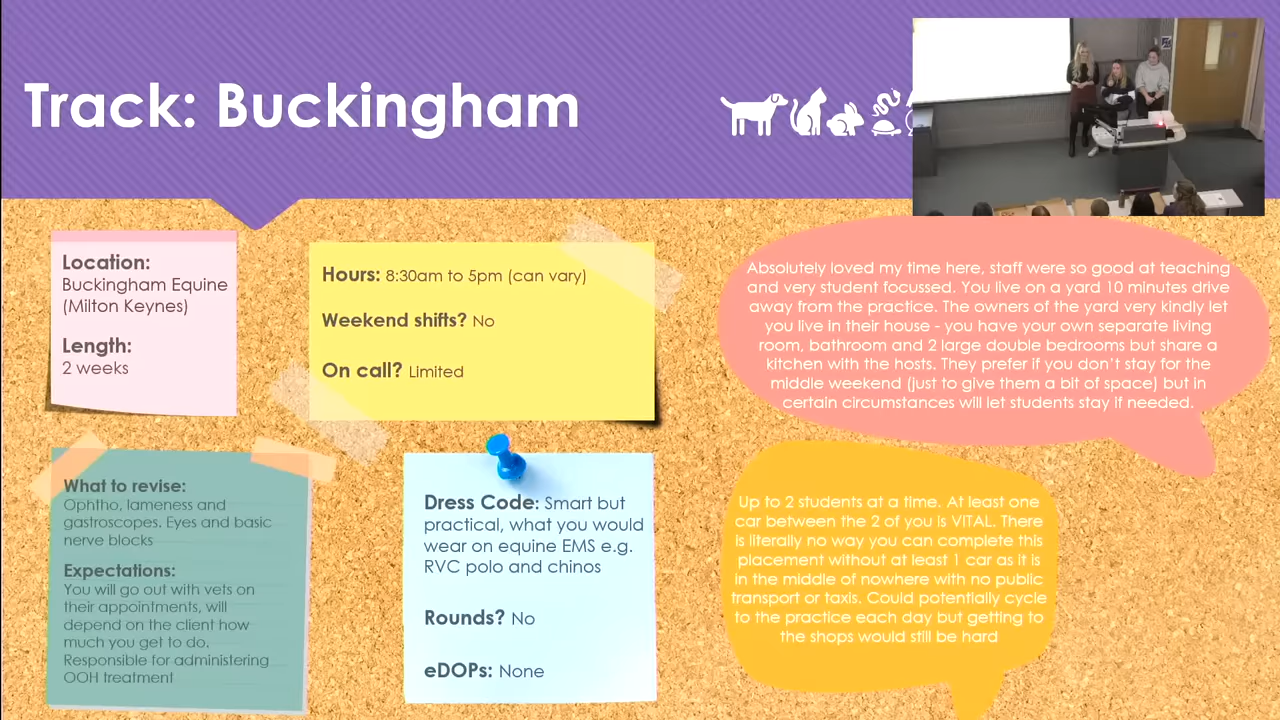 Track: Buckingham
Location:
Buckingham Equine
(Milton Keynes)
Length:
2 weeks
Hours: 8:30am to 5pm (can vary)
Weekend shifts? No
On call? Limited
Absolutely loved my time here, staff were so good at teaching
and very student focussed. You live on a yard 10 minutes drive
away from the practice. The owners of the yard very kindly let
you live in their house - you have your own separate living
room, bathroom and 2 large double bedrooms but share a
kitchen with the hosts. They prefer if you don't stay for the
middle weekend (just to give them a bit of space) but in
certain circumstances will let students stay if needed.
What to revise:
Ophtho, lameness and
gastroscopes. Eyes and basic
nerve blocks
Expectations:
You will go out with vets on
their appointments, will
depend on the client how
much you get to do.
Responsible for administering
OOH treatment
Dress Code: Smart but
practical, what you would
wear on equine EMS e.g.
RVC polo and chinos
Rounds? No
eDOPs: None
Up to 2 students at a time. At least one
car between the 2 of you is VITAL. There
is literally no way you can complete this
placement without at least 1 car as it is
in the middle of nowhere with no public
transport or taxis. Could potentially cycle
to the practice each day but getting to
the shops would still be hard